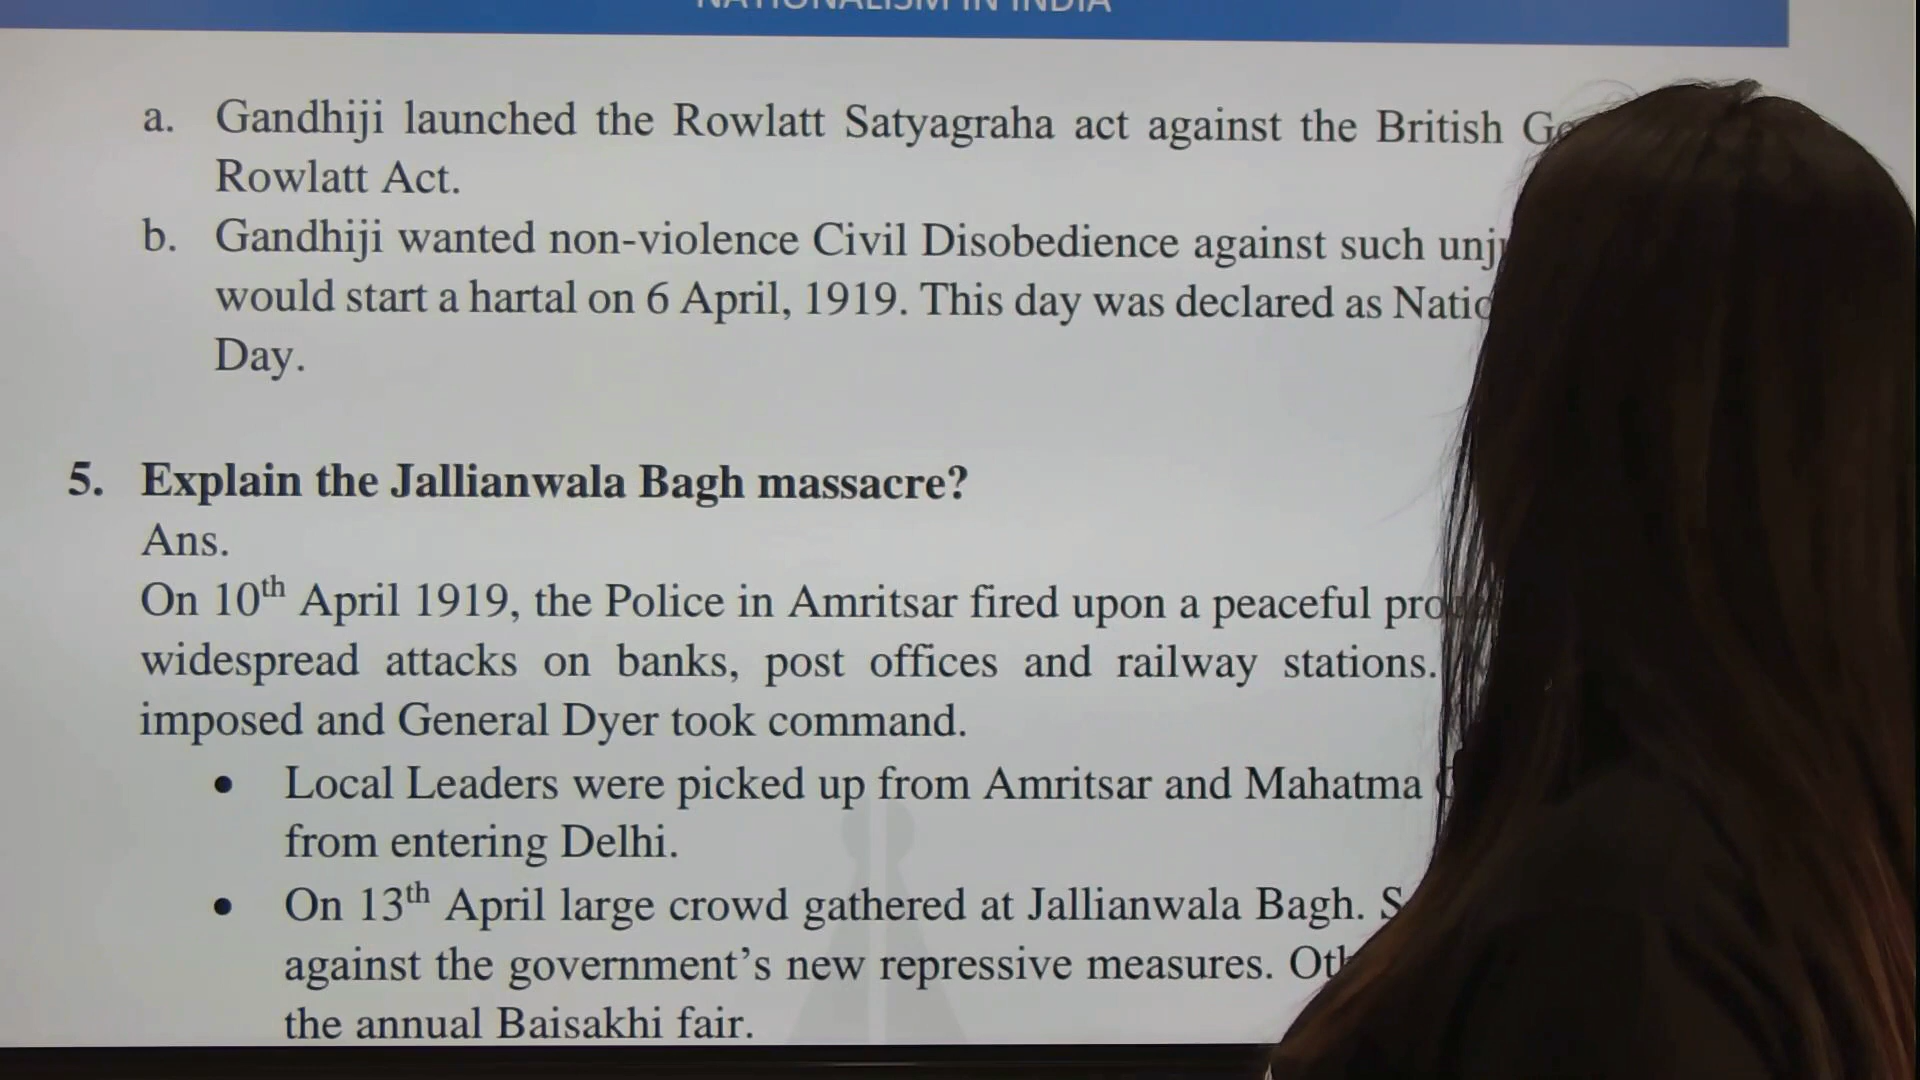 NATIONALISM IN INDIA
a. Gandhiji launched the Rowlatt Satyagraha act against the British
Rowlatt Act.
b. Gandhiji wanted non-violence Civil Disobedience against such
would start a hartal on 6 April, 1919. This day was declared as
Day.
5. Explain the Jallianwala Bagh massacre?
Ans.
On 10th April 1919, the Police in Amritsar fired upon a peaceful
widespread attacks on banks, post offices and railway stations.
imposed and General Dyer took command.
• Local Leaders were picked up from Amritsar and Mahatma
from entering Delhi.
• On 13th April large crowd gathered at Jallianwala Bagh.
against the government's new repressive measures.
the annual Baisakhi fair.